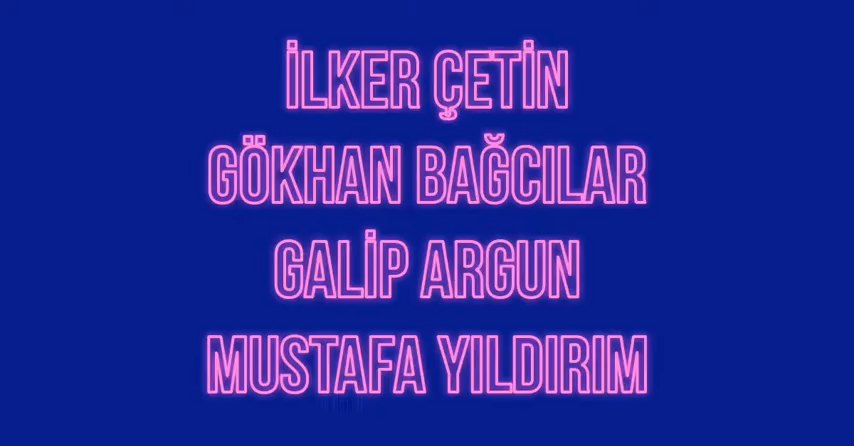 İLKER ÇETİN
GÖKHAN BAĞCILAR
GALİP ARGUN
MUSTAFA YILDIRIM